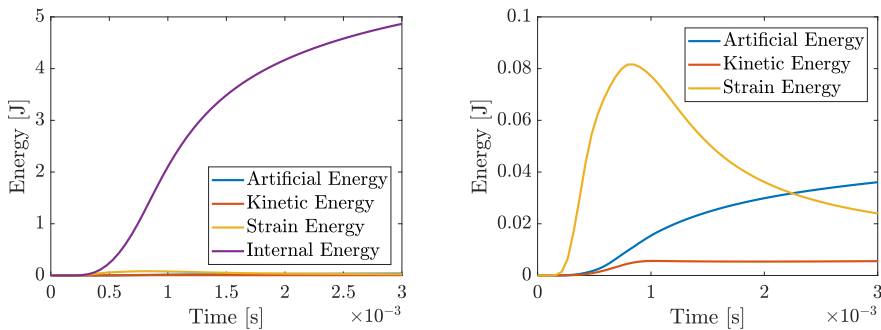 5
4
3
2
1
0
Energy [J]
Artificial Energy
Kinetic Energy
Strain Energy
Internal Energy
0 0.5 1 1.5 2 2.5 3
Time [s] ×10⁻³
0.1
0.08
0.06
0.04
0.02
0
Energy [J]
Artificial Energy
Kinetic Energy
Strain Energy
0 1 2 3
Time [s] ×10⁻³